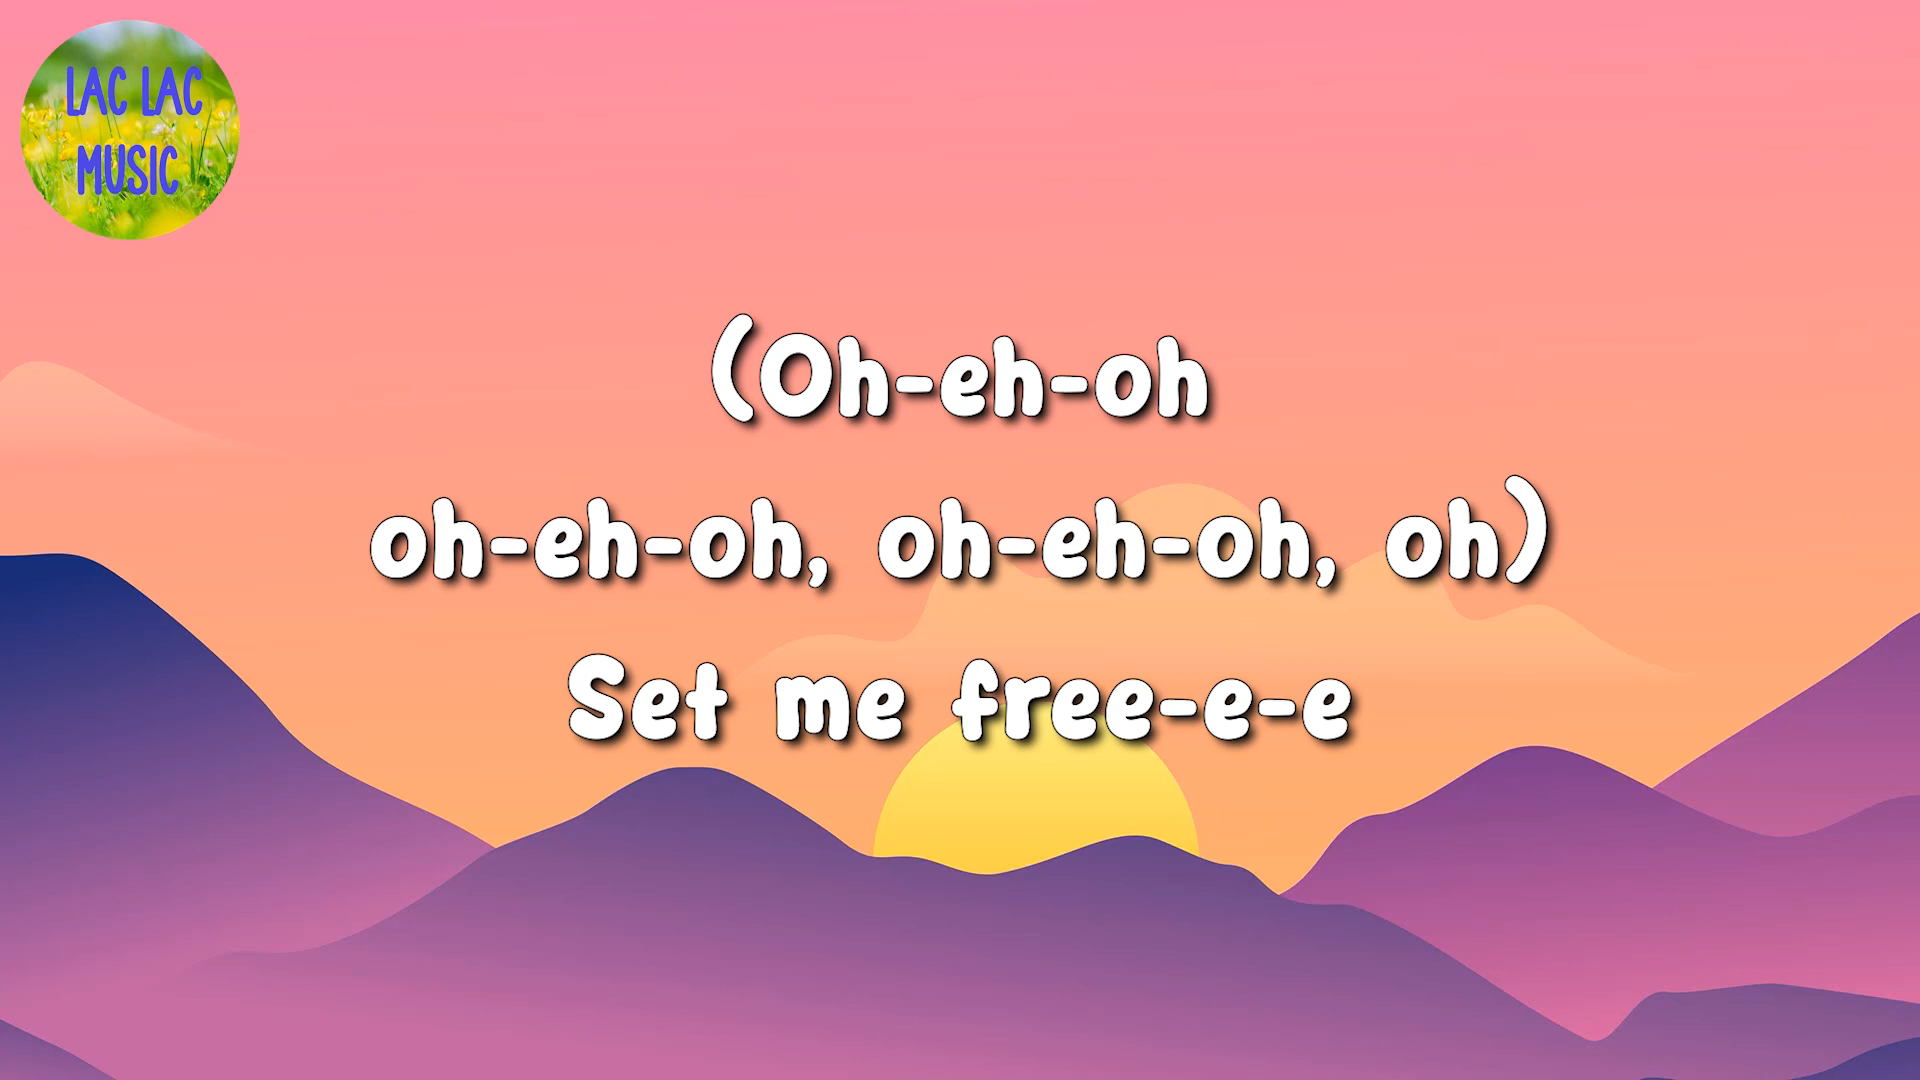 LAC LAC
MUSIC
(Oh-eh-oh
oh-eh-oh, oh-eh-oh, oh)
Set me free-e-e